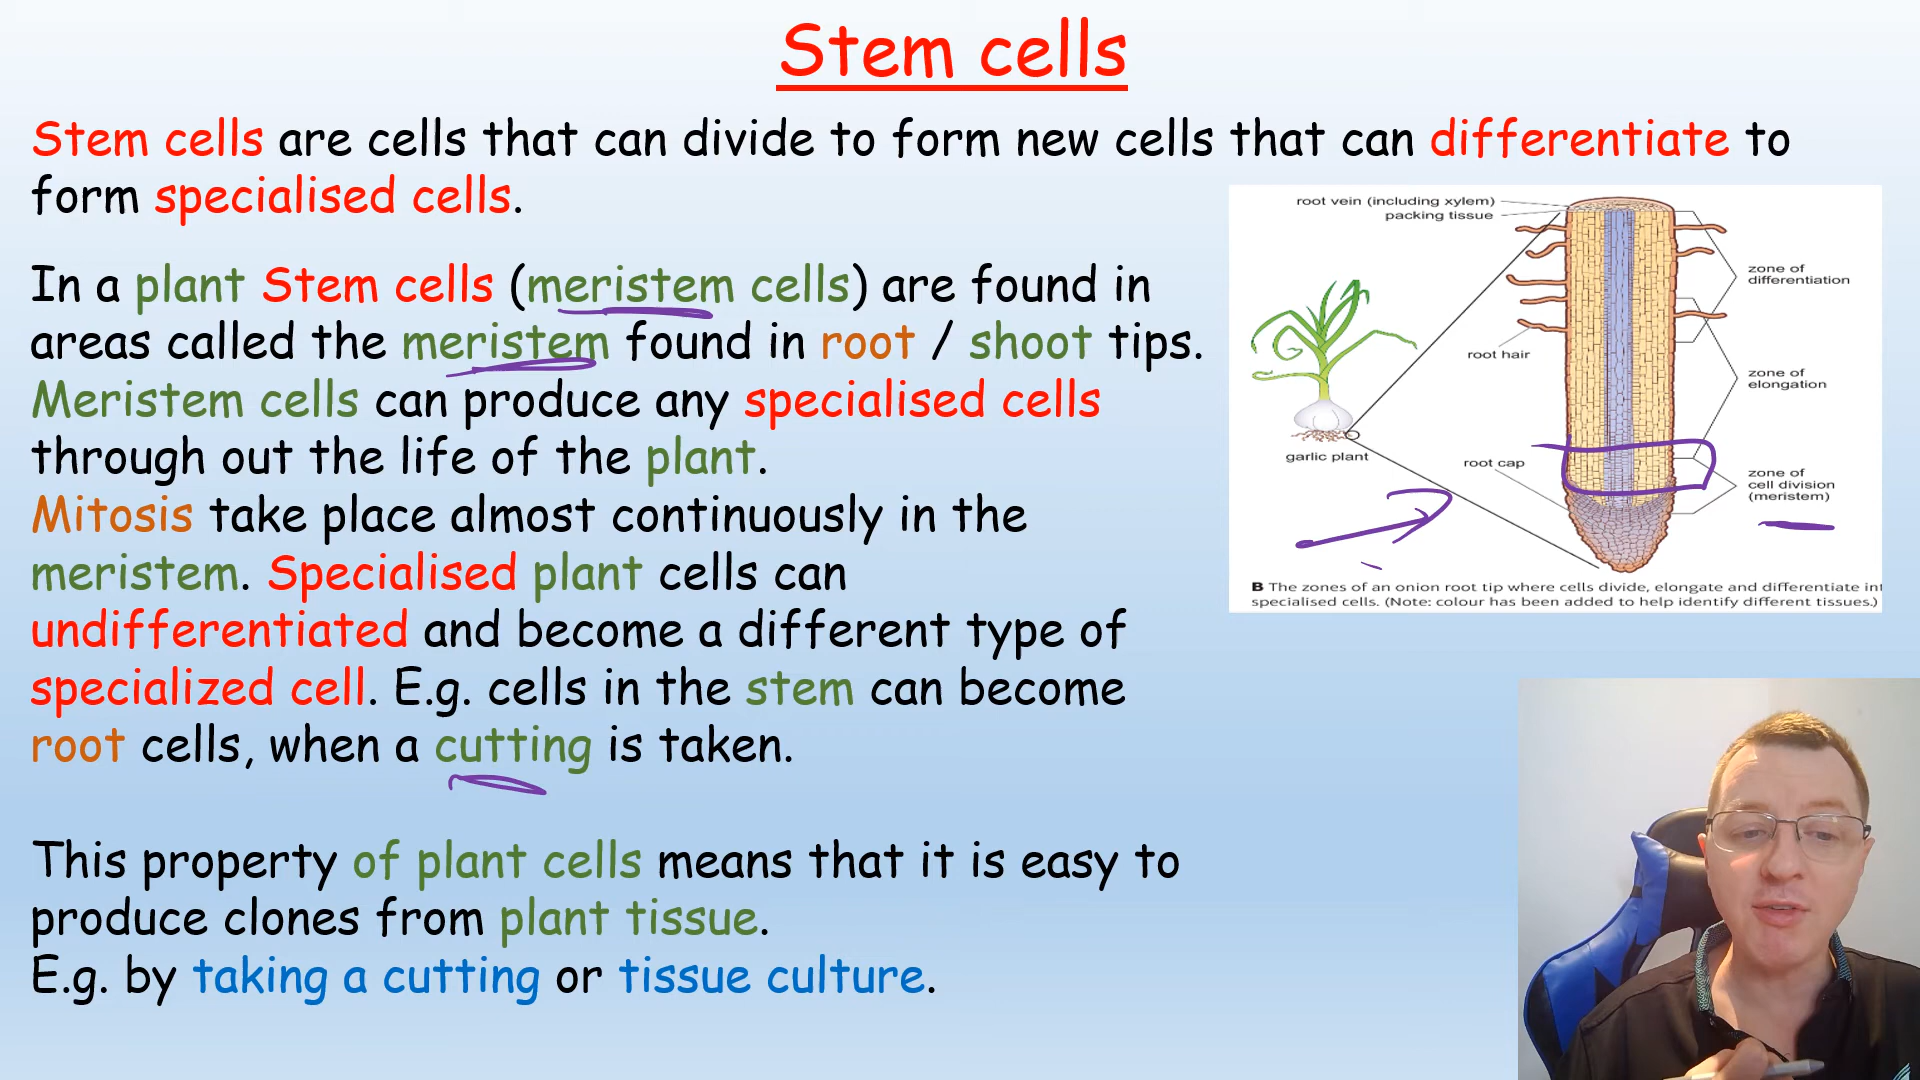 Stem cells
Stem cells are cells that can divide to form new cells that can differentiate to
form specialised cells.
In a plant Stem cells (meristem cells) are found in
areas called the meristem found in root / shoot tips.
Meristem cells can produce any specialised cells
through out the life of the plant.
Mitosis take place almost continuously in the
meristem. Specialised plant cells can
undifferentiated and become a different type of
specialized cell. E.g. cells in the stem can become
root cells, when a cutting is taken.
This property of plant cells means that it is easy to
produce clones from plant tissue.
E.g. by taking a cutting or tissue culture.
root vein (including xylem)
packing tissue
zone of
differentiation
root hair
zone of
elongation
garlic plant
root cap
zone of
cell division
(meristem)
B The zones of an onion root tip where cells divide, elongate and differentiate int
specialised cells. (Note: colour has been added to help identify different tissues.)